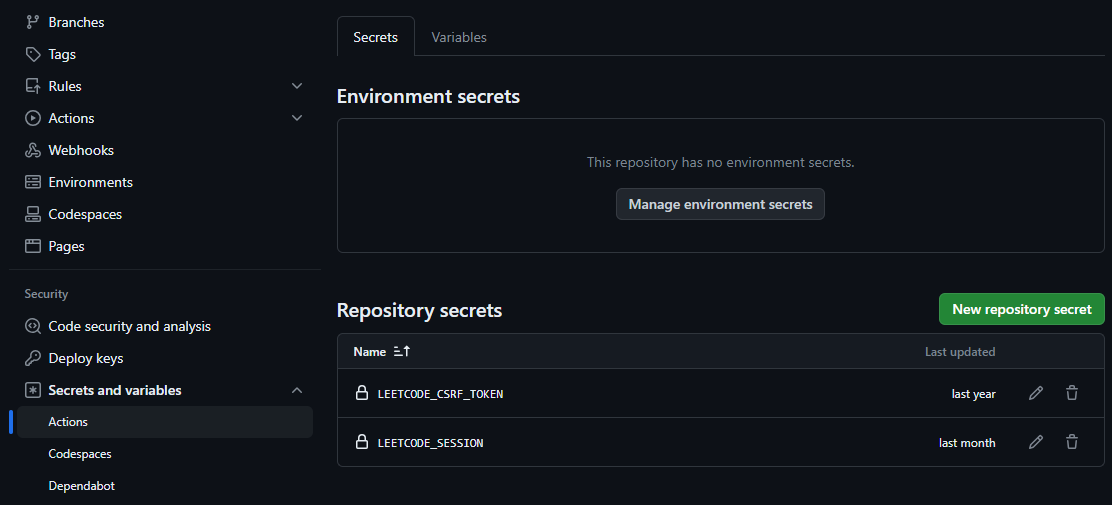 Branches
Tags
Rules
Actions
Webhooks
Environments
Codespaces
Pages
Security
Code security and analysis
Deploy keys
Secrets and variables
Actions
Codespaces
Dependabot
Secrets Variables
Environment secrets
This repository has no environment secrets.
Manage environment secrets
Repository secrets New repository secret
Name Last updated
LEETCODE_CSRF_TOKEN last year
LEETCODE_SESSION last month